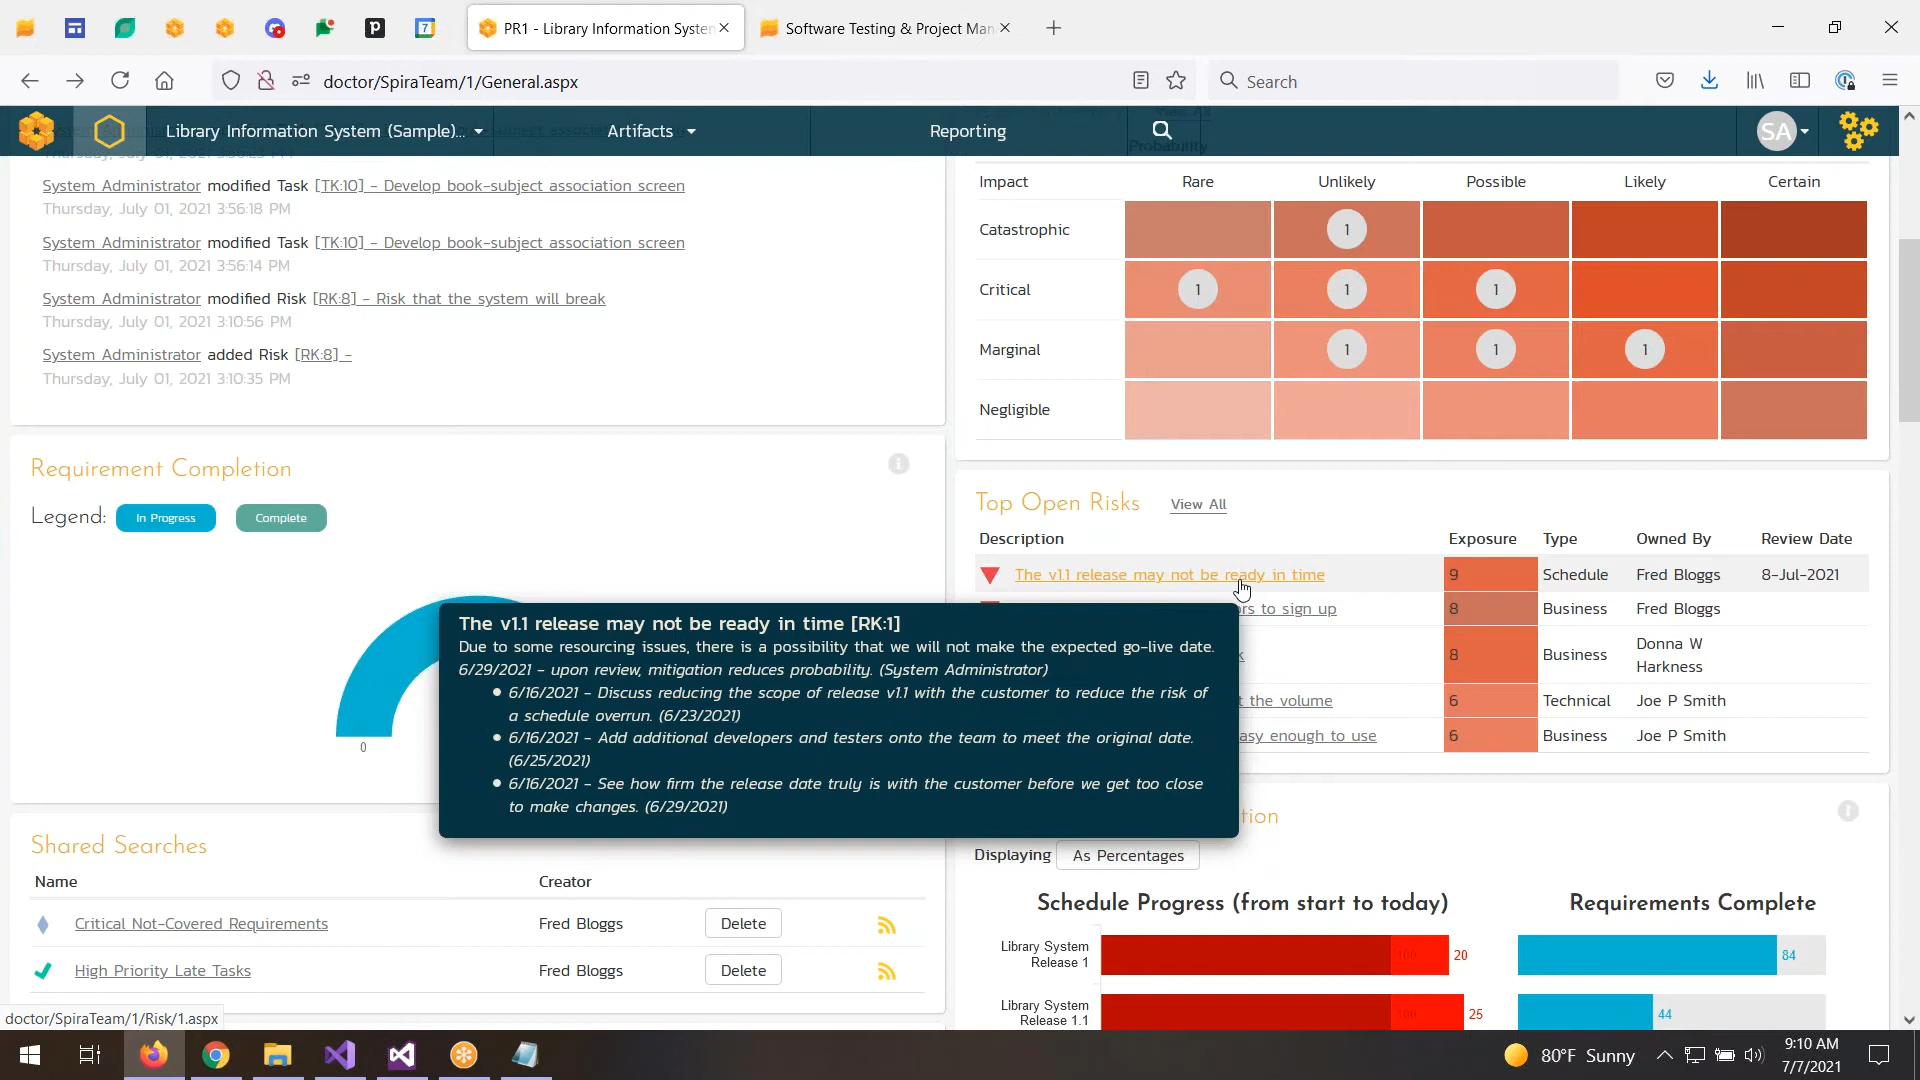 PR1 - Library Information System
Software Testing & Project Man
doctor/SpiraTeam/1/General.aspx
Search
Library Information System (Sample)...
Artifacts
Reporting
SA
Probability
System Administrator modified Task [TK:10] - Develop book-subject association screen
Thursday, July 01, 2021 3:56:18 PM
System Administrator modified Task [TK:10] - Develop book-subject association screen
Thursday, July 01, 2021 3:56:14 PM
System Administrator modified Risk [RK:8] - Risk that the system will break
Thursday, July 01, 2021 3:10:56 PM
System Administrator added Risk [RK:8] -
Thursday, July 01, 2021 3:10:35 PM
Impact Rare Unlikely Possible Likely Certain
Catastrophic 1
Critical 1 1 1
Marginal 1 1 1
Negligible
Requirement Completion
Legend: In Progress Complete
0
Top Open Risks View All
Description Exposure Type Owned By Review Date
The v1.1 release may not be ready in time 9 Schedule Fred Bloggs 8-Jul-2021
ors to sign up 8 Business Fred Bloggs
k 8 Business Donna W Harkness
t the volume 6 Technical Joe P Smith
asy enough to use 6 Business Joe P Smith
The v1.1 release may not be ready in time [RK:1]
Due to some resourcing issues, there is a possibility that we will not make the expected go-live date.
6/29/2021 - upon review, mitigation reduces probability. (System Administrator)
6/16/2021 - Discuss reducing the scope of release v1.1 with the customer to reduce the risk of
a schedule overrun. (6/23/2021)
6/16/2021 - Add additional developers and testers onto the team to meet the original date.
(6/25/2021)
6/16/2021 - See how firm the release date truly is with the customer before we get too close
to make changes. (6/29/2021)
Shared Searches
Name Creator
Critical Not-Covered Requirements Fred Bloggs Delete
High Priority Late Tasks Fred Bloggs Delete
tion
Displaying As Percentages
Schedule Progress (from start to today) Requirements Complete
Library System
Release 1
100 20 84
Library System
Release 1.1
100 25 44
doctor/SpiraTeam/1/Risk/1.aspx
80°F Sunny
9:10 AM
7/7/2021